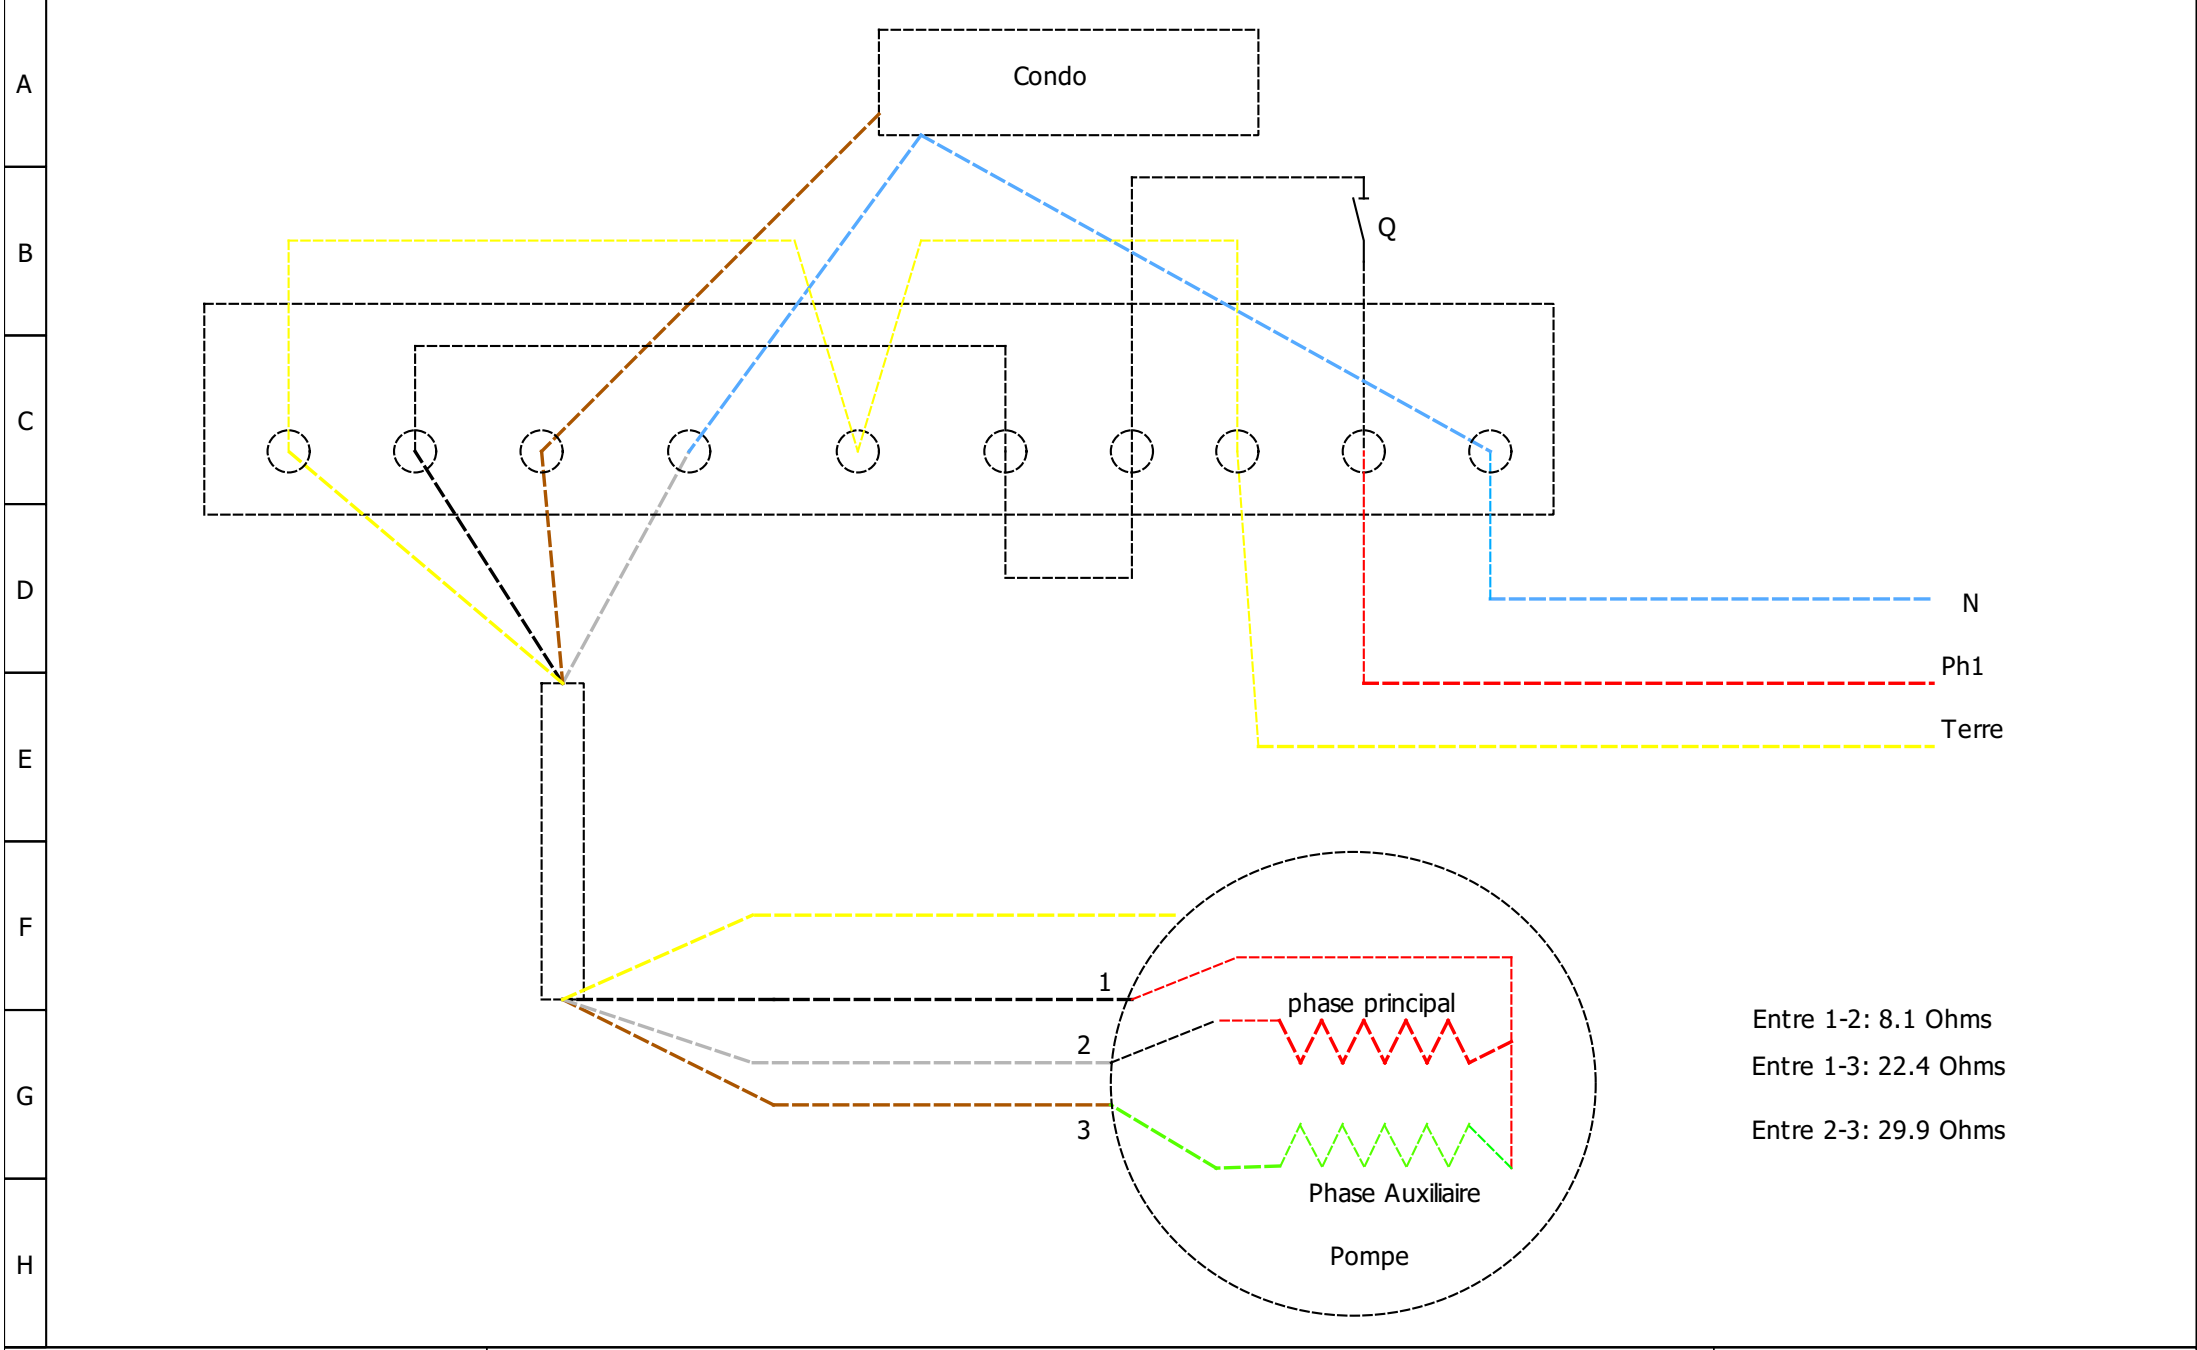 A
Condo
B
Q
C
D
N
Ph1
Terre
E
F
1
phase principal
Entre 1-2: 8.1 Ohms
2
Entre 1-3: 22.4 Ohms
G
3
Entre 2-3: 29.9 Ohms
Phase Auxiliaire
Pompe
H